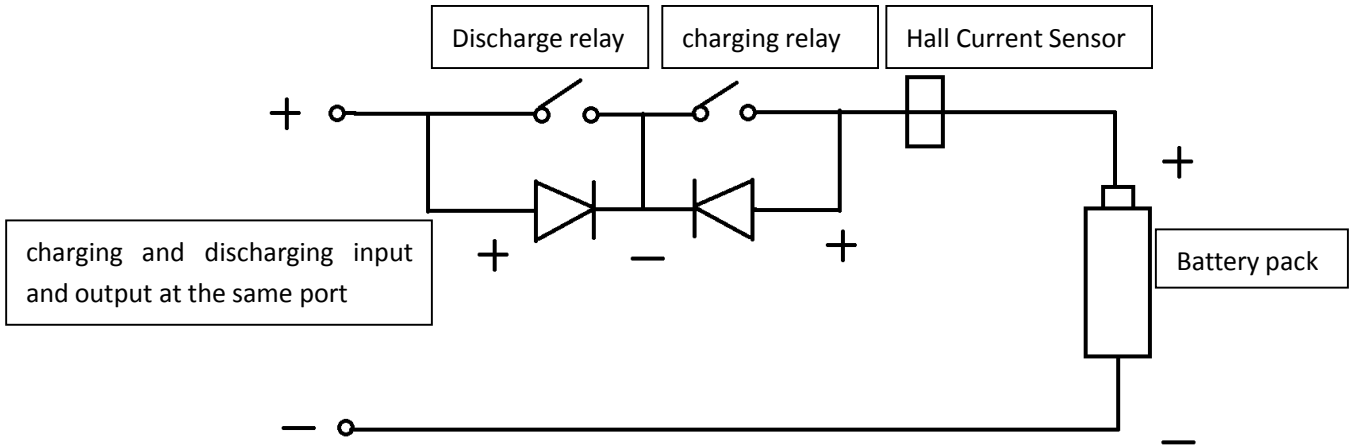 Discharge relay
charging relay
Hall Current Sensor
+
+
charging and discharging input
and output at the same port
+
—
+
Battery pack
—
—